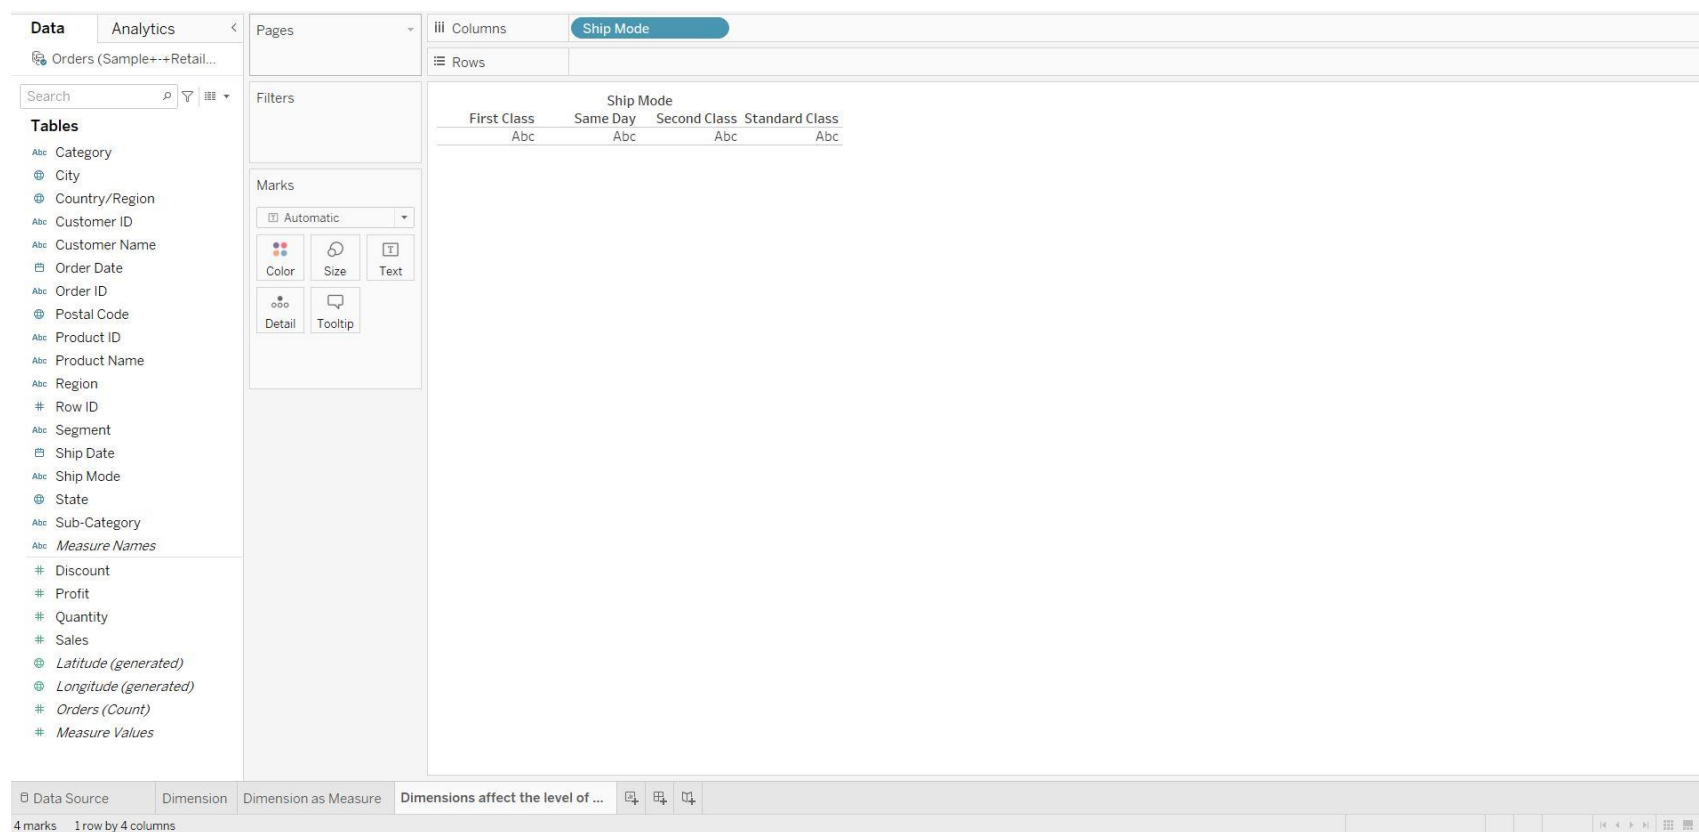 Data
Analytics
Orders (Sample+-+Retail...
Search
Tables
Abc Category
City
Country/Region
Abc Customer ID
Abc Customer Name
Order Date
Abc Order ID
Postal Code
Abc Product ID
Abc Product Name
Abc Region
# Row ID
Abc Segment
Ship Date
Abc Ship Mode
State
Abc Sub-Category
Abc Measure Names
# Discount
# Profit
# Quantity
# Sales
Latitude (generated)
Longitude (generated)
# Orders (Count)
# Measure Values
Pages
Filters
Marks
T Automatic
Color Size T Text
Detail Tooltip
Columns Ship Mode
Rows
Ship Mode
First Class Same Day Second Class Standard Class
Abc Abc Abc Abc
Data Source Dimension Dimension as Measure Dimensions affect the level of ...
4 marks 1 row by 4 columns